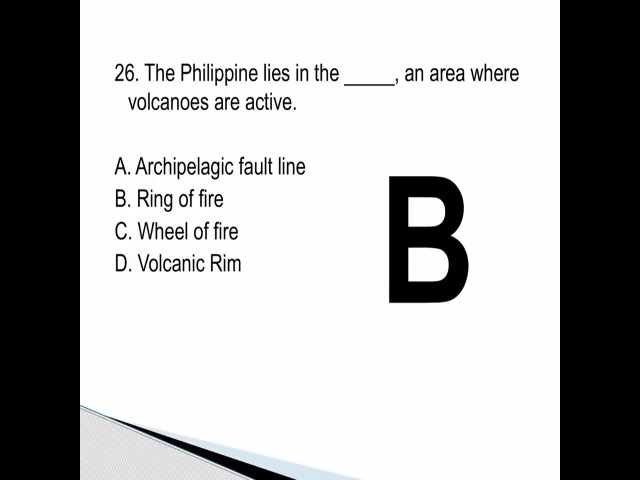 26. The Philippine lies in the _____, an area where
volcanoes are active.
A. Archipelagic fault line
B. Ring of fire
C. Wheel of fire
D. Volcanic Rim
B